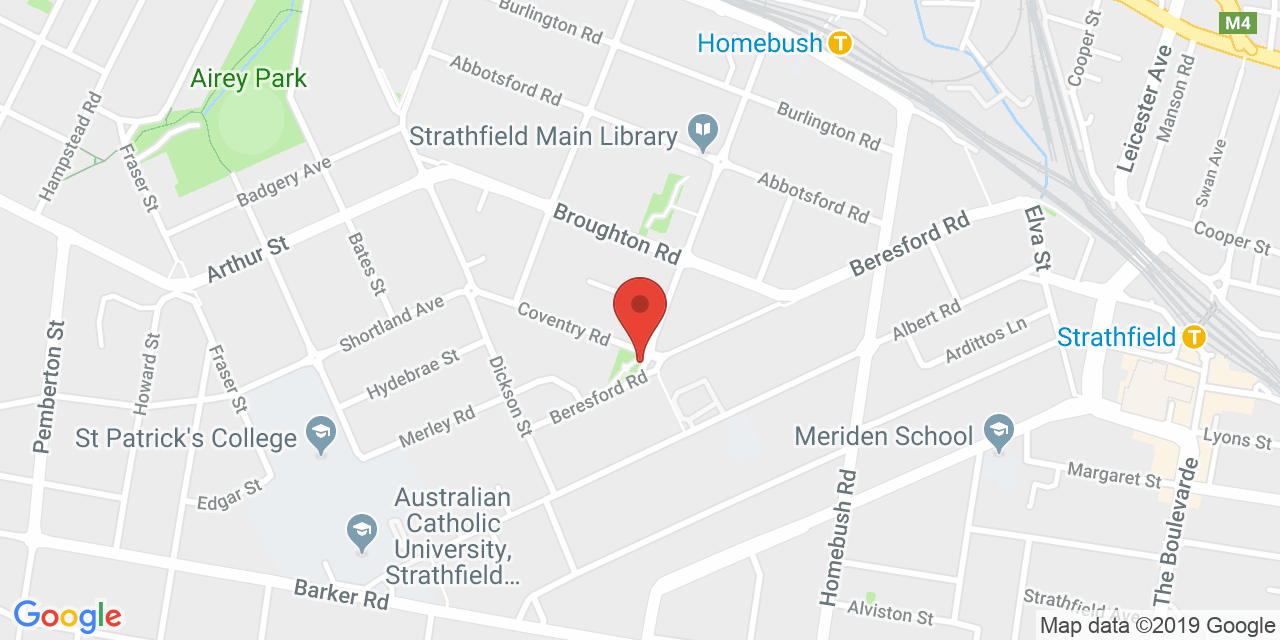 Burlington Rd
Homebush T
M4
Cooper St
Leicester Ave
Manson Rd
Airey Park
Abbotsford Rd
Hampstead Rd
Strathfield Main Library
Burlington Rd
Fraser St
Badgery Ave
Swan Ave
Abbotsford Rd
Broughton Rd
Beresford Rd
Elva St
Cooper St
Arthur St
Bates St
Shortland Ave
Coventry Rd
Albert Rd
Ardittos Ln
Strathfield T
Pemberton St
Howard St
Fraser St
Hydebrae St
Dickson St
Beresford Rd
Merley Rd
St Patrick's College
Meriden School
Lyons St
Margaret St
The Boulevarde
Edgar St
Australian
Catholic
University,
Strathfield...
Homebush Rd
Barker Rd
Alviston St
Strathfield Ave
Google
Map data ©2019 Google